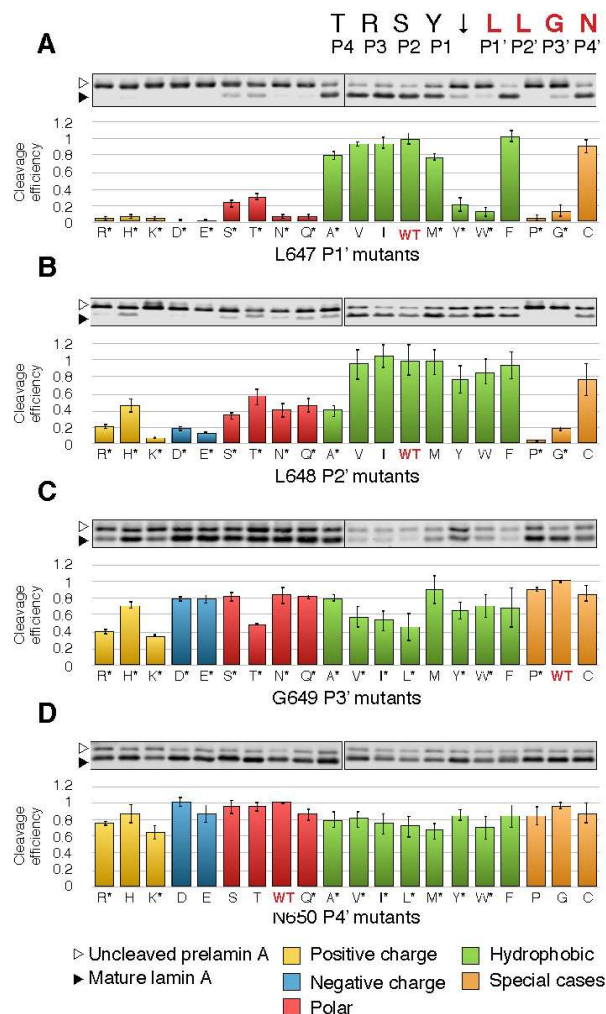 T R S Y ↓ L L G N
P4 P3 P2 P1 P1' P2' P3' P4'
A
▷
▶
Cleavage efficiency
1.2
1
0.8
0.6
0.4
0.2
0
R* H* K* D* E* S* T* N* Q* A* V I WT M* Y* W* F P* G* C
L647 P1' mutants
B
▷
▶
Cleavage efficiency
1.2
1
0.8
0.6
0.4
0.2
0
R* H* K* D* E* S* T* N* Q* A* V I WT M Y W F P* G* C
L648 P2' mutants
C
▷
▶
Cleavage efficiency
1.2
1
0.8
0.6
0.4
0.2
0
R* H* K* D* E* S* T* N* Q* A* V* I* L* M Y* W* F P* WT C
G649 P3' mutants
D
▷
▶
Cleavage efficiency
1.2
1
0.8
0.6
0.4
0.2
0
R* H K* D E S T WT Q* A* V* I* L* M* Y* W* F P G C
N650 P4' mutants
▷ Uncleaved prelamin A
▶ Mature lamin A
Positive charge
Negative charge
Polar
Hydrophobic
Special cases